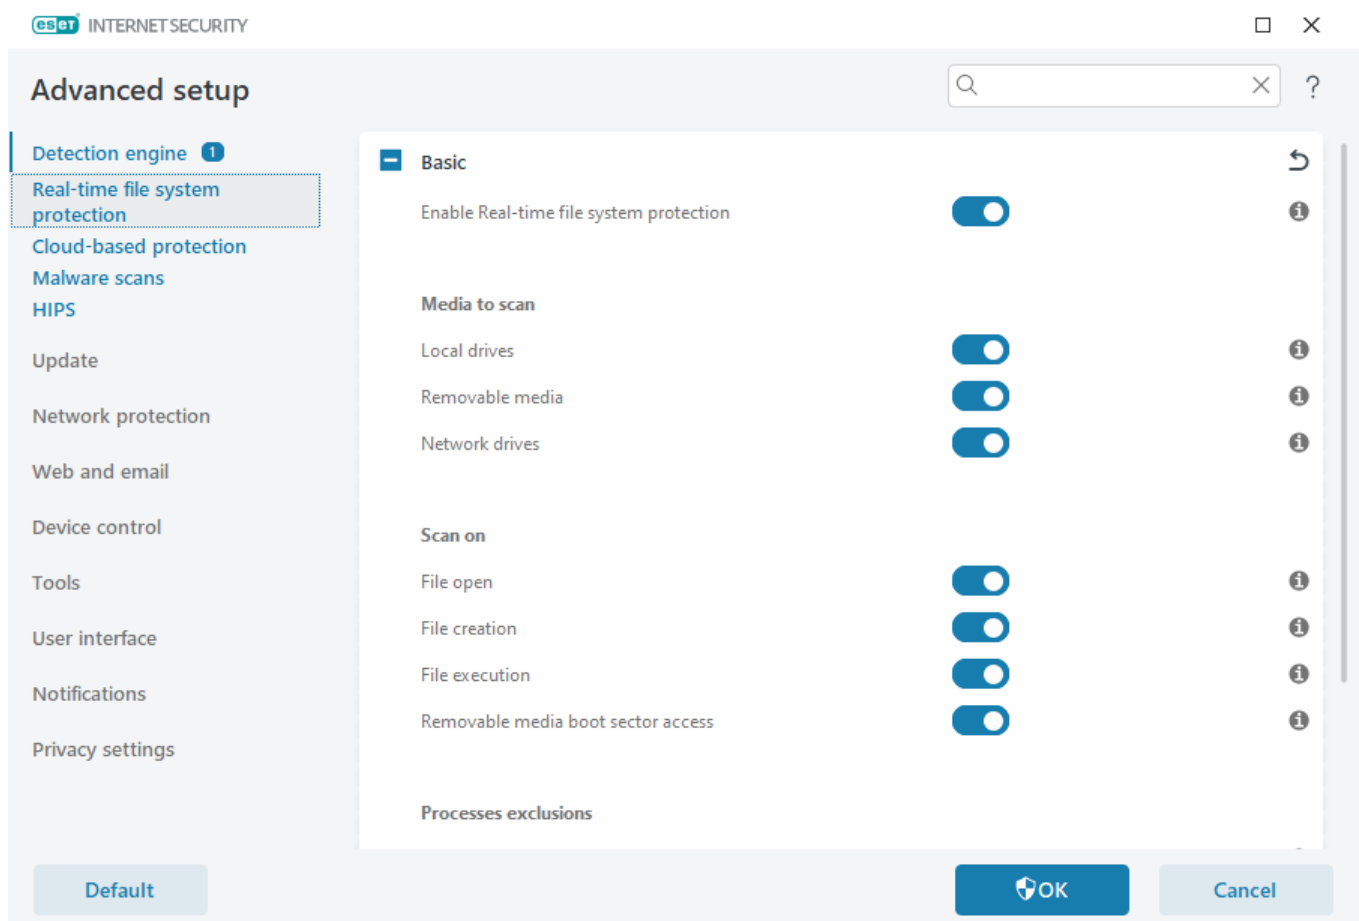 eset INTERNET SECURITY
Advanced setup
?
Detection engine 1
Real-time file system
protection
Cloud-based protection
Malware scans
HIPS
Update
Network protection
Web and email
Device control
Tools
User interface
Notifications
Privacy settings
Basic
Enable Real-time file system protection
Media to scan
Local drives
Removable media
Network drives
Scan on
File open
File creation
File execution
Removable media boot sector access
Processes exclusions
Default
OK
Cancel